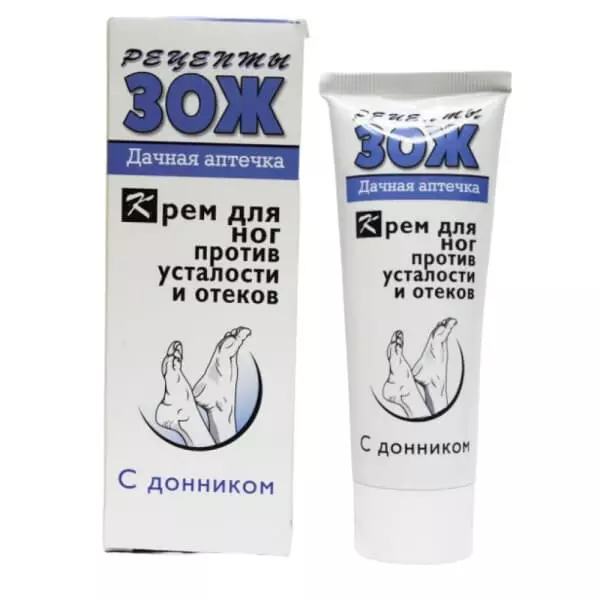 Рецепты
ЗОЖ
Дачная аптечка
Крем для
ног
против
усталости
и отеков
С донником
Рецепты
ЗОЖ
Дачная аптечка
Крем для
ног
против
усталости
и отеков
С донником